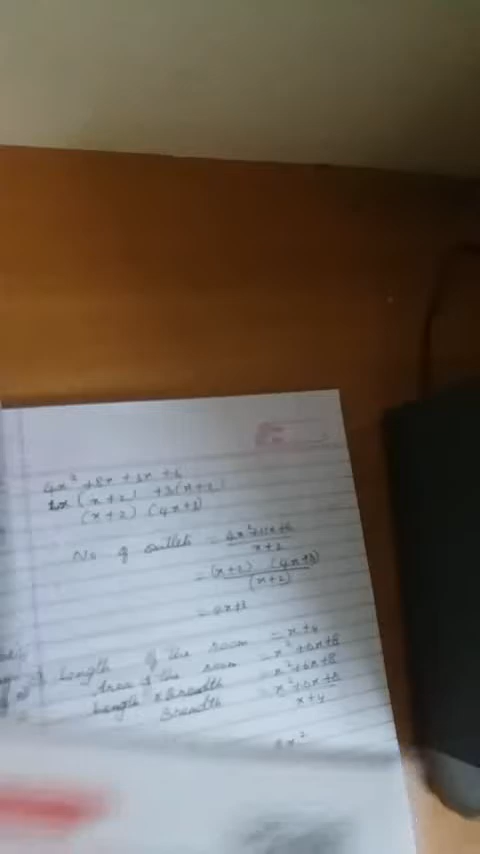 4x² + 8x + 3x + 6
(x+2) + 3(x+2)
(x+2) (4x+3)
No of = 4x²+11x+6
x+2
= (x+2) (4x+3)
(x+2)
= 4x+3
Length of the room = x+4
Area of the room = x²+6x+8
Length x Breadth = x²+6x+8
Breadth = x²+6x+8
x+4
x²